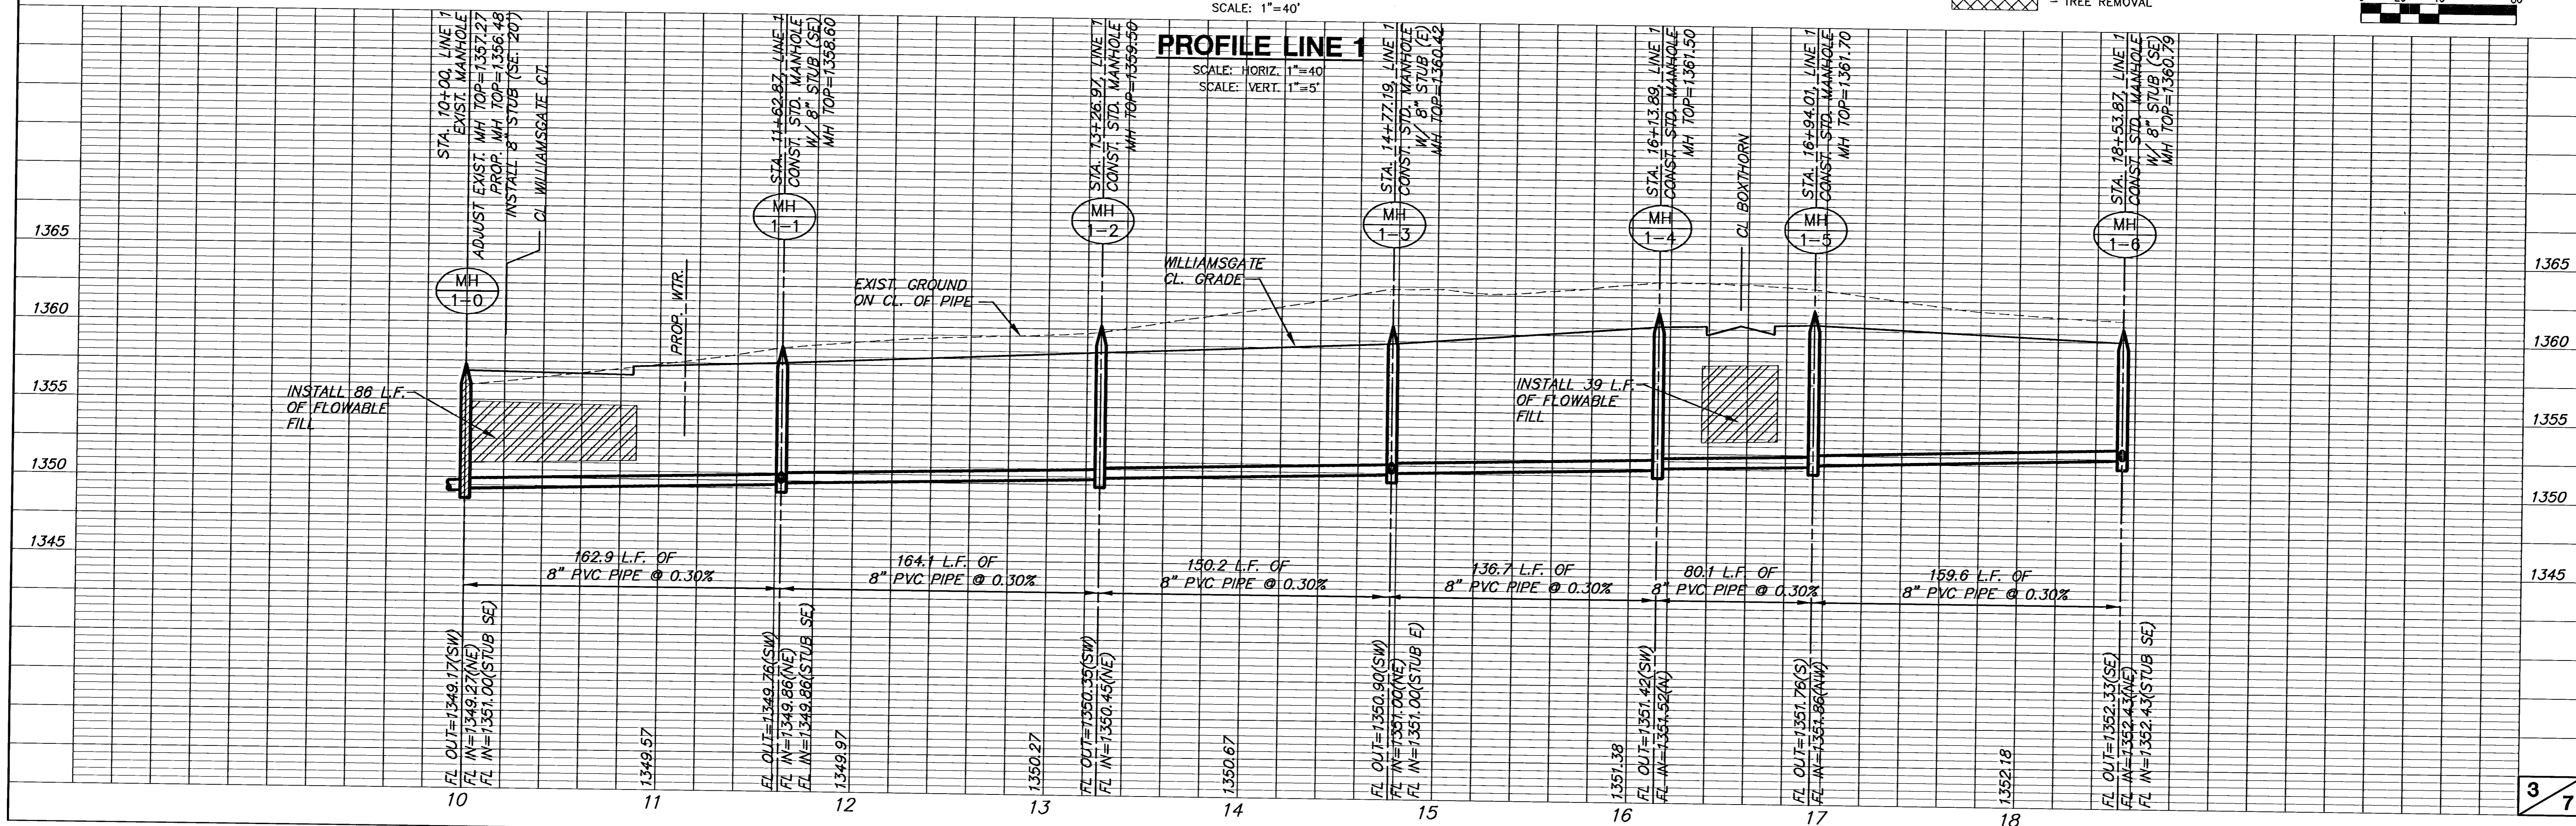 SCALE: 1"=40'
– TREE REMOVAL
PROFILE LINE 1
SCALE: HORIZ. 1"=40'
SCALE: VERT. 1"=5'
STA. 10+00, LINE 1
EXIST. MANHOLE
ADJUST EXIST. MH TOP=1357.27
PROP. MH TOP=1356.48
INSTALL 8" STUB (SE. 20')
CL WILLIAMSGATE CT.
STA. 11+62.87, LINE 1
CONST. STD. MANHOLE
W/ 8" STUB (SE)
MH TOP=1358.60
STA. 13+26.97, LINE 1
CONST. STD. MANHOLE
MH TOP=1359.50
STA. 14+77.19, LINE 1
CONST. STD. MANHOLE
W/ 8" STUB (E)
MH TOP=1360.42
STA. 16+13.89, LINE 1
CONST. STD. MANHOLE
MH TOP=1361.50
CL BOXTHORN
STA. 16+94.01, LINE 1
CONST. STD. MANHOLE
MH TOP=1361.70
STA. 18+53.87, LINE 1
CONST. STD. MANHOLE
W/ 8" STUB (SE)
MH TOP=1360.79
MH
1-0
MH
1-1
MH
1-2
MH
1-3
MH
1-4
MH
1-5
MH
1-6
1365
1360
1355
1350
1345
1365
1360
1355
1350
1345
PROP. WTR.
EXIST. GROUND
ON CL. OF PIPE
WILLIAMSGATE
CL. GRADE
INSTALL 86 L.F.
OF FLOWABLE
FILL
INSTALL 39 L.F.
OF FLOWABLE
FILL
162.9 L.F. OF
8" PVC PIPE @ 0.30%
164.1 L.F. OF
8" PVC PIPE @ 0.30%
150.2 L.F. OF
8" PVC PIPE @ 0.30%
136.7 L.F. OF
8" PVC PIPE @ 0.30%
80.1 L.F. OF
8" PVC PIPE @ 0.30%
159.6 L.F. OF
8" PVC PIPE @ 0.30%
FL OUT=1349.17(SW)
FL IN=1349.27(NE)
FL IN=1351.00(STUB SE)
1349.57
FL OUT=1349.76(SW)
FL IN=1349.86(NE)
FL IN=1349.86(STUB SE)
1349.97
1350.27
FL OUT=1350.35(SW)
FL IN=1350.45(NE)
1350.67
FL OUT=1350.90(SW)
FL IN=1351.00(NE)
FL IN=1351.00(STUB E)
1351.38
FL OUT=1351.42(SW)
FL IN=1351.52(N)
FL OUT=1351.76(S)
FL IN=1351.86(NW)
1352.18
FL OUT=1352.33(SE)
FL IN=1352.43(NE)
FL IN=1352.43(STUB SE)
10
11
12
13
14
15
16
17
18
3
7